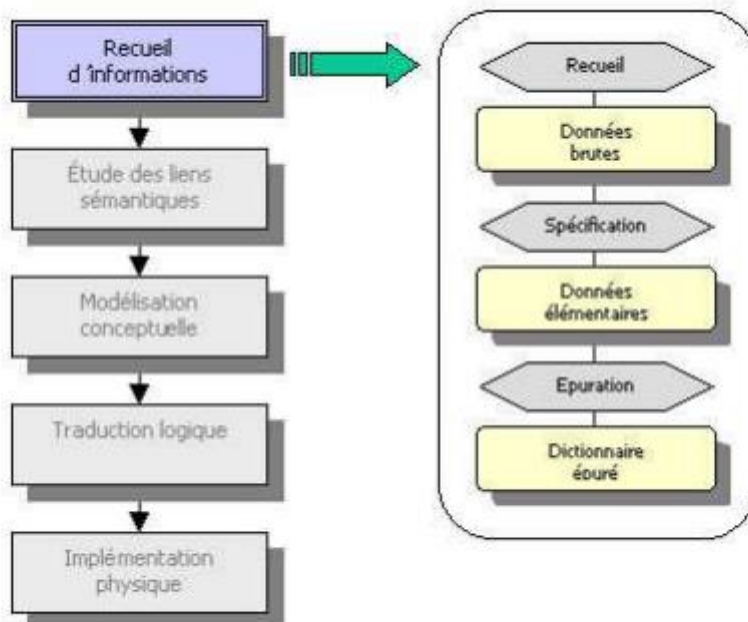 Recueil
d'informations
Étude des liens
sémantiques
Modélisation
conceptuelle
Traduction logique
Implémentation
physique
Recueil
Données
brutes
Spécification
Données
élémentaires
Epuration
Dictionnaire
épuré